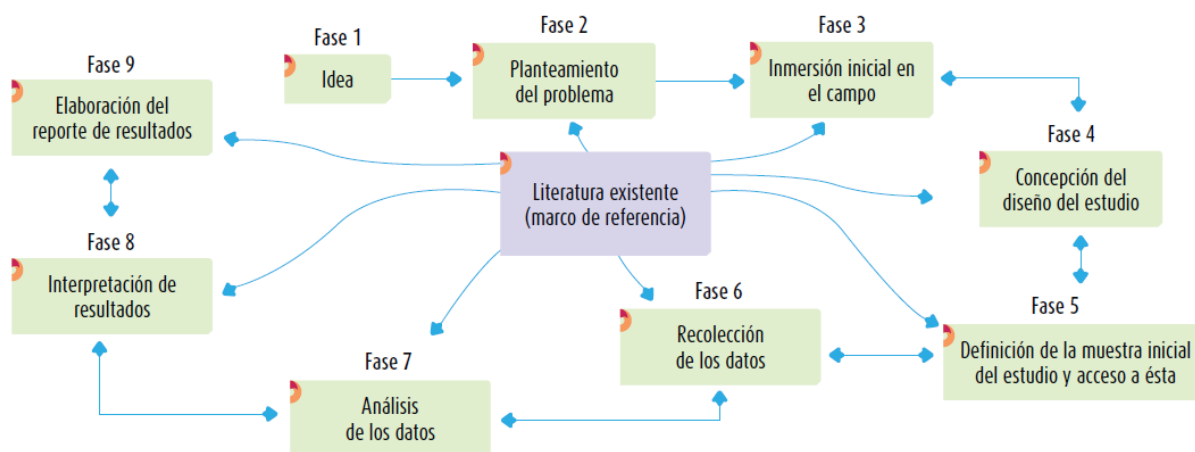 Fase 1
Idea
Fase 2
Planteamiento
del problema
Fase 3
Inmersión inicial en
el campo
Fase 4
Concepción del
diseño del estudio
Fase 5
Definición de la muestra inicial
del estudio y acceso a ésta
Fase 6
Recolección
de los datos
Fase 7
Análisis
de los datos
Fase 8
Interpretación de
resultados
Fase 9
Elaboración del
reporte de resultados
Literatura existente
(marco de referencia)